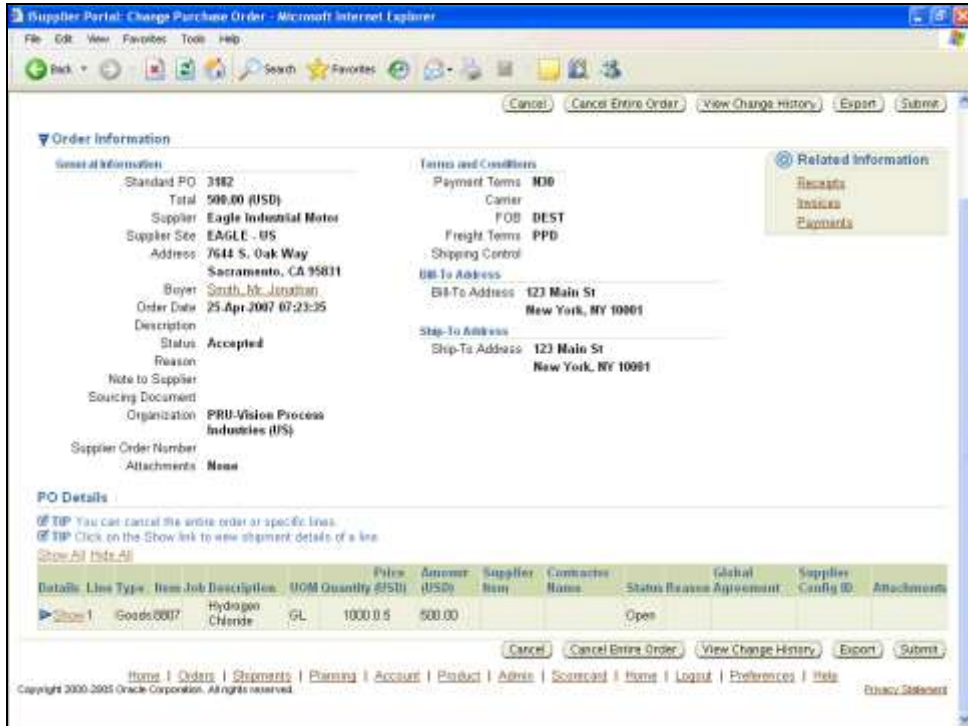 iSupplier Portal: Change Purchase Order - Microsoft Internet Explorer
File Edit View Favorites Tools Help
Back Search Favorites
Cancel Cancel Entire Order View Change History Export Submit
Order Information
General Information
Standard PO 3182
Total 500.00 (USD)
Supplier Eagle Industrial Motor
Supplier Site EAGLE - US
Address 7644 S. Oak Way
Sacramento, CA 95831
Buyer Smith, Mr. Jonathan
Order Date 25-Apr-2007 07:23:35
Description
Status Accepted
Reason
Note to Supplier
Sourcing Document
Organization PRU-Vision Process
Industries (US)
Supplier Order Number
Attachments None
Terms and Conditions
Payment Terms N30
Carrier
FOB DEST
Freight Terms PPD
Shipping Control
Bill-To Address
Bill-To Address 123 Main St
New York, NY 10001
Ship-To Address
Ship-To Address 123 Main St
New York, NY 10001
Related Information
Receipts
Invoices
Payments
PO Details
TIP You can cancel the entire order or specific lines.
TIP Click on the Show link to view shipment details of a line
Show All Hide All
Details Line Type Item Job Description UOM Quantity Price (USD) Amount (USD) Supplier Item Contractor Name Status Reason Global Agreement Supplier Config ID Attachments
Show 1 Goods 8807 Hydrogen Chloride GL 1000 0.5 500.00 Open
Cancel Cancel Entire Order View Change History Export Submit
Home | Orders | Shipments | Planning | Account | Product | Admin | Scorecard | Home | Logout | Preferences | Help
Copyright 2000-2005 Oracle Corporation. All rights reserved.
Privacy Statement